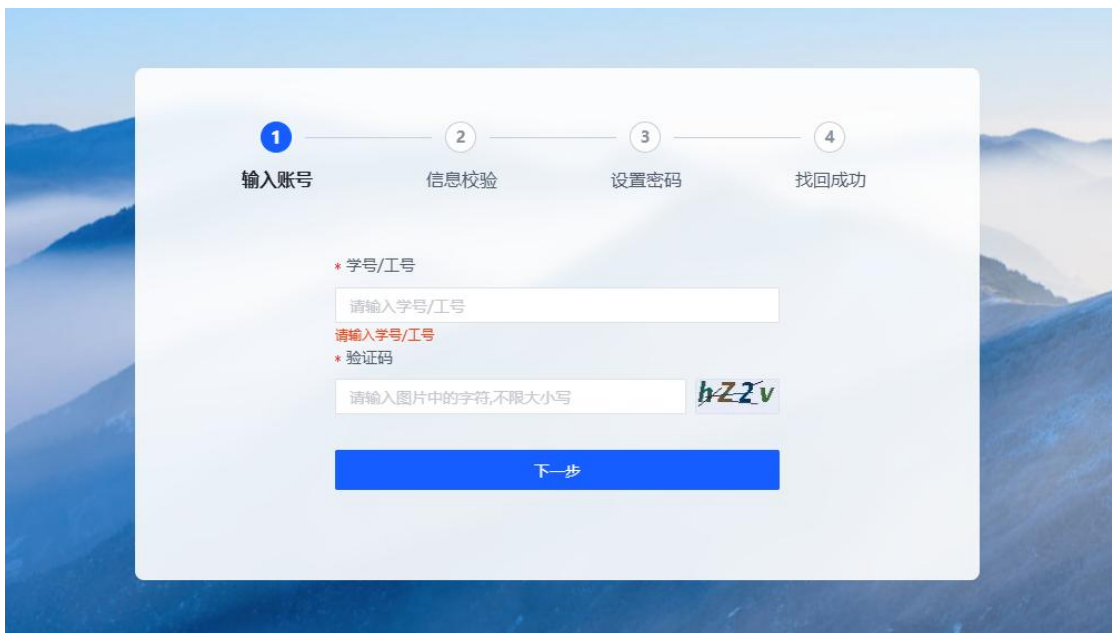 1 2 3 4
输入账号 信息校验 设置密码 找回成功
* 学号/工号
请输入学号/工号
请输入学号/工号
* 验证码
请输入图片中的字符,不限大小写 hZ2v
下一步